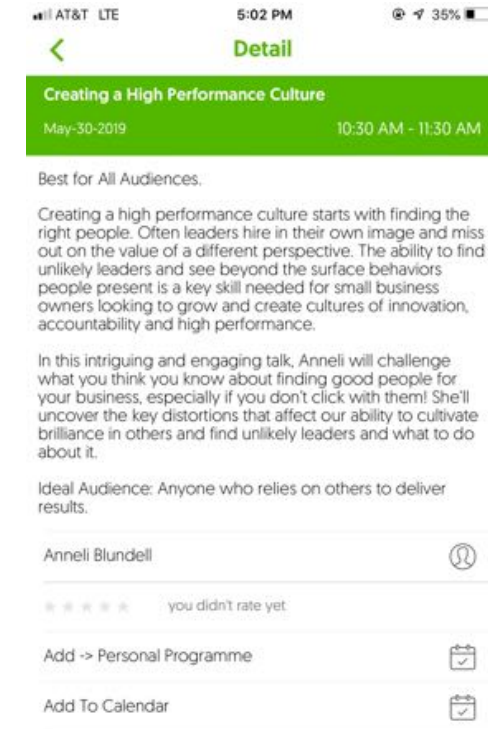 AT&T LTE 5:02 PM 35%
Detail
Creating a High Performance Culture
May-30-2019 10:30 AM - 11:30 AM
Best for All Audiences.
Creating a high performance culture starts with finding the
right people. Often leaders hire in their own image and miss
out on the value of a different perspective. The ability to find
unlikely leaders and see beyond the surface behaviors
people present is a key skill needed for small business
owners looking to grow and create cultures of innovation,
accountability and high performance.
In this intriguing and engaging talk, Anneli will challenge
what you think you know about finding good people for
your business, especially if you don't click with them! She'll
uncover the key distortions that affect our ability to cultivate
brilliance in others and find unlikely leaders and what to do
about it.
Ideal Audience: Anyone who relies on others to deliver
results.
Anneli Blundell
you didn't rate yet
Add -> Personal Programme
Add To Calendar